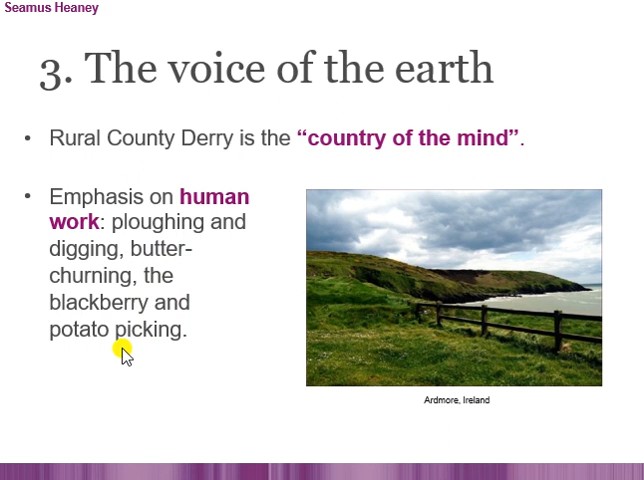 Seamus Heaney
3. The voice of the earth
• Rural County Derry is the “country of the mind”.
• Emphasis on human
work: ploughing and
digging, butter-
churning, the
blackberry and
potato picking.
Ardmore, Ireland